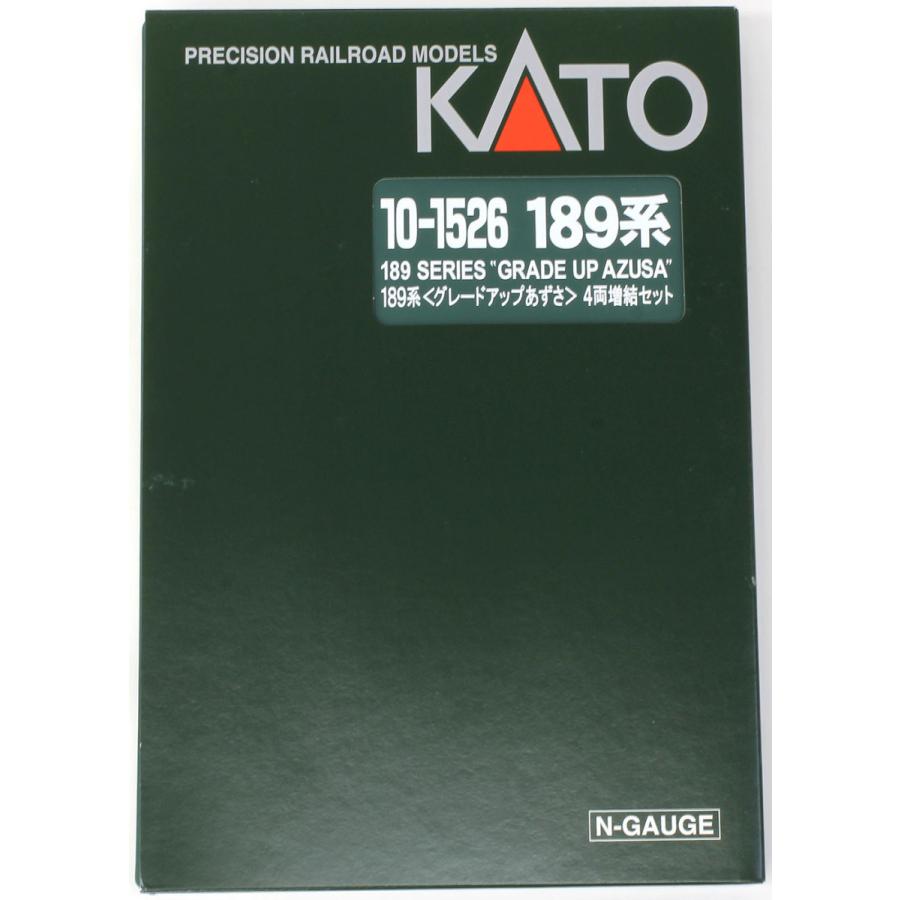 PRECISION RAILROAD MODELS
KATO
10-1526 189系
189 SERIES "GRADE UP AZUSA"
189系<グレードアップあずさ> 4両増結セット
N-GAUGE